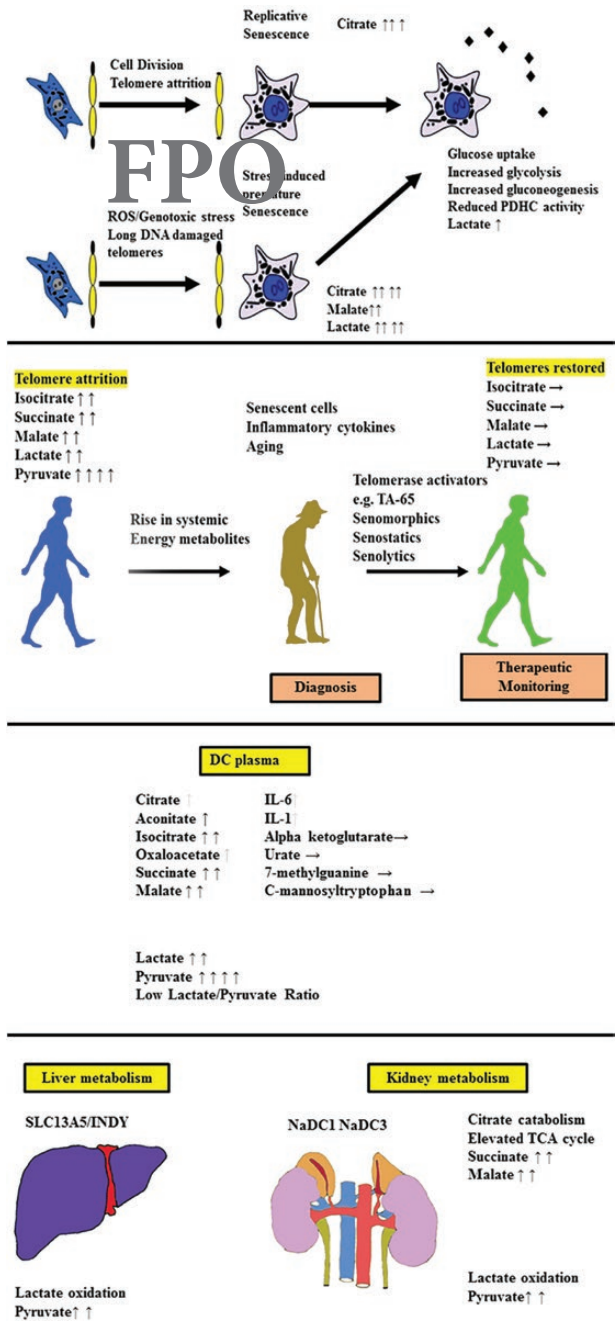 Replicative
Senescence
Citrate ↑↑ ↑
Cell Division
Telomere attrition
FPO
Stress induced
premature
Senescence
ROS/Genotoxic stress
Long DNA damaged
telomeres
Glucose uptake
Increased glycolysis
Increased gluconeogenesis
Reduced PDHC activity
Lactate ↑
Citrate ↑↑ ↑↑
Malate↑↑
Lactate ↑↑ ↑↑
Telomere attrition
Isocitrate ↑ ↑
Succinate ↑ ↑
Malate ↑ ↑
Lactate ↑ ↑
Pyruvate ↑ ↑ ↑ ↑
Senescent cells
Inflammatory cytokines
Aging
Telomeres restored
Isocitrate →
Succinate →
Malate →
Lactate →
Pyruvate →
Rise in systemic
Energy metabolites
Telomerase activators
e.g. TA-65
Senomorphics
Senostatics
Senolytics
Diagnosis
Therapeutic
Monitoring
DC plasma
Citrate ↑
Aconitate ↑
Isocitrate ↑ ↑
Oxaloacetate ↑
Succinate ↑ ↑
Malate ↑ ↑
IL-6↑
IL-1↑
Alpha ketoglutarate→
Urate →
7-methylguanine →
C-mannosyltryptophan →
Lactate ↑ ↑
Pyruvate ↑ ↑ ↑ ↑
Low Lactate/Pyruvate Ratio
Liver metabolism
SLC13A5/INDY
Lactate oxidation
Pyruvate↑ ↑
Kidney metabolism
NaDC1 NaDC3
Citrate catabolism
Elevated TCA cycle
Succinate ↑ ↑
Malate ↑ ↑
Lactate oxidation
Pyruvate↑ ↑